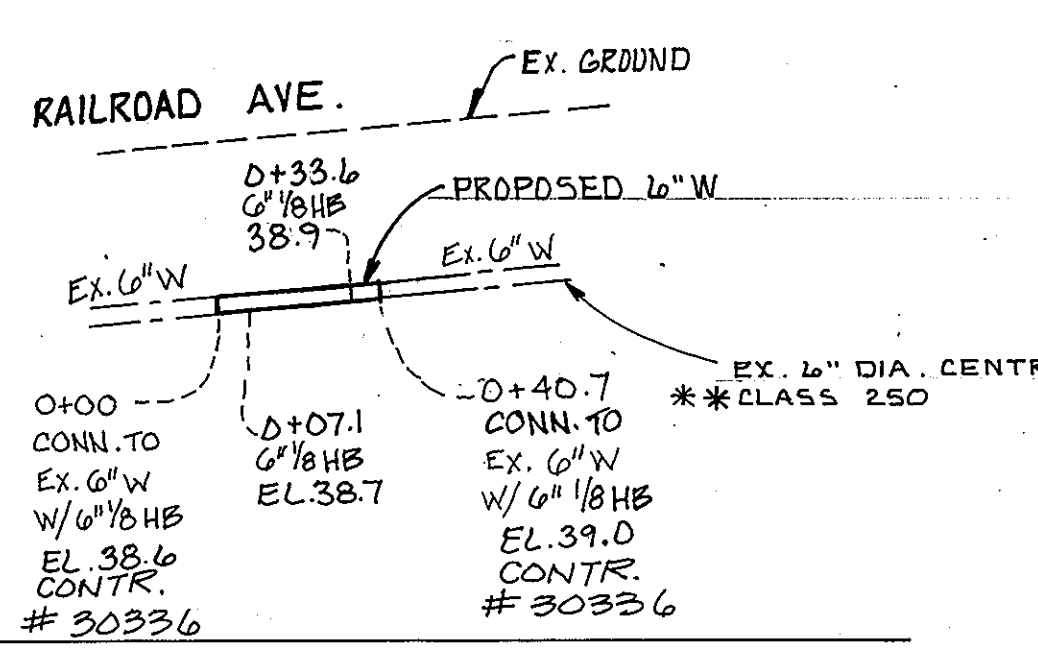 EX. GROUND
RAILROAD AVE.
0+33.6
6" 1/8 HB
38.9
PROPOSED 6" W
EX. 6" W
EX. 6" W
EX. 6" DIA. CENTR
** CLASS 250
0+00
CONN. TO
EX. 6" W
W/ 6" 1/8 HB
EL. 38.6
CONTR.
# 30336
0+07.1
6" 1/8 HB
EL. 38.7
0+40.7
CONN. TO
EX. 6" W
W/ 6" 1/8 HB
EL. 39.0
CONTR.
# 30336